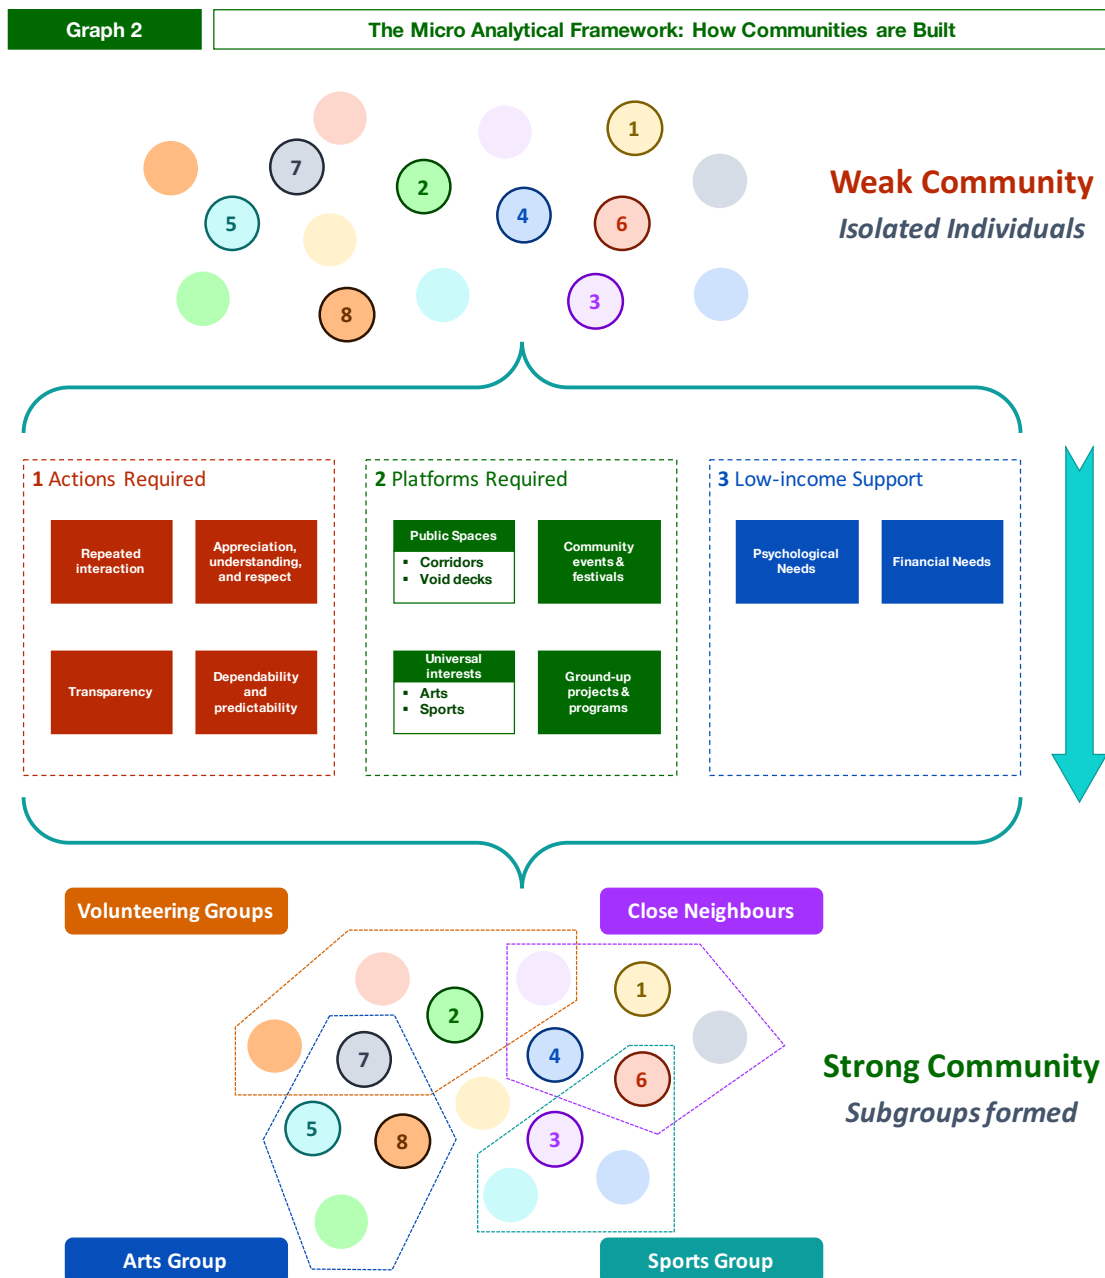 Graph 2
The Micro Analytical Framework: How Communities are Built
1
7
2
4
5
6
3
8
Weak Community
Isolated Individuals
1 Actions Required
Repeated
interaction
Appreciation,
understanding,
and respect
Transparency
Dependability
and
predictability
2 Platforms Required
Public Spaces
▪ Corridors
▪ Void decks
Community
events &
festivals
Universal
interests
▪ Arts
▪ Sports
Ground-up
projects &
programs
3 Low-income Support
Psychological
Needs
Financial Needs
Volunteering Groups
Close Neighbours
1
2
4
7
6
5
8
3
Strong Community
Subgroups formed
Arts Group
Sports Group